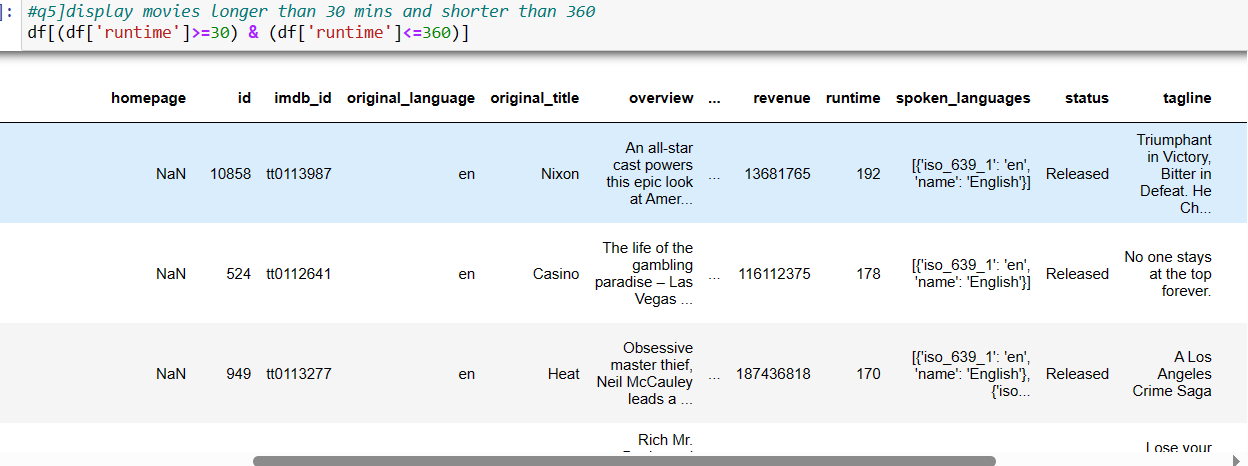 ]: #q5]display movies longer than 30 mins and shorter than 360
df[(df['runtime']>=30) & (df['runtime']<=360)]
homepage id imdb_id original_language original_title overview ... revenue runtime spoken_languages status tagline
An all-star
cast powers
this epic look
at Amer...
NaN 10858 tt0113987 en Nixon ... 13681765 192
[{'iso_639_1': 'en',
'name': 'English'}]
Released
Triumphant
in Victory,
Bitter in
Defeat. He
Ch...
The life of the
gambling
paradise – Las
Vegas ...
NaN 524 tt0112641 en Casino ... 116112375 178
[{'iso_639_1': 'en',
'name': 'English'}]
Released
No one stays
at the top
forever.
Obsessive
master thief,
Neil McCauley
leads a ...
NaN 949 tt0113277 en Heat ... 187436818 170
[{'iso_639_1': 'en',
'name': 'English'},
{'iso...
Released
A Los
Angeles
Crime Saga
Rich Mr.
Lose your